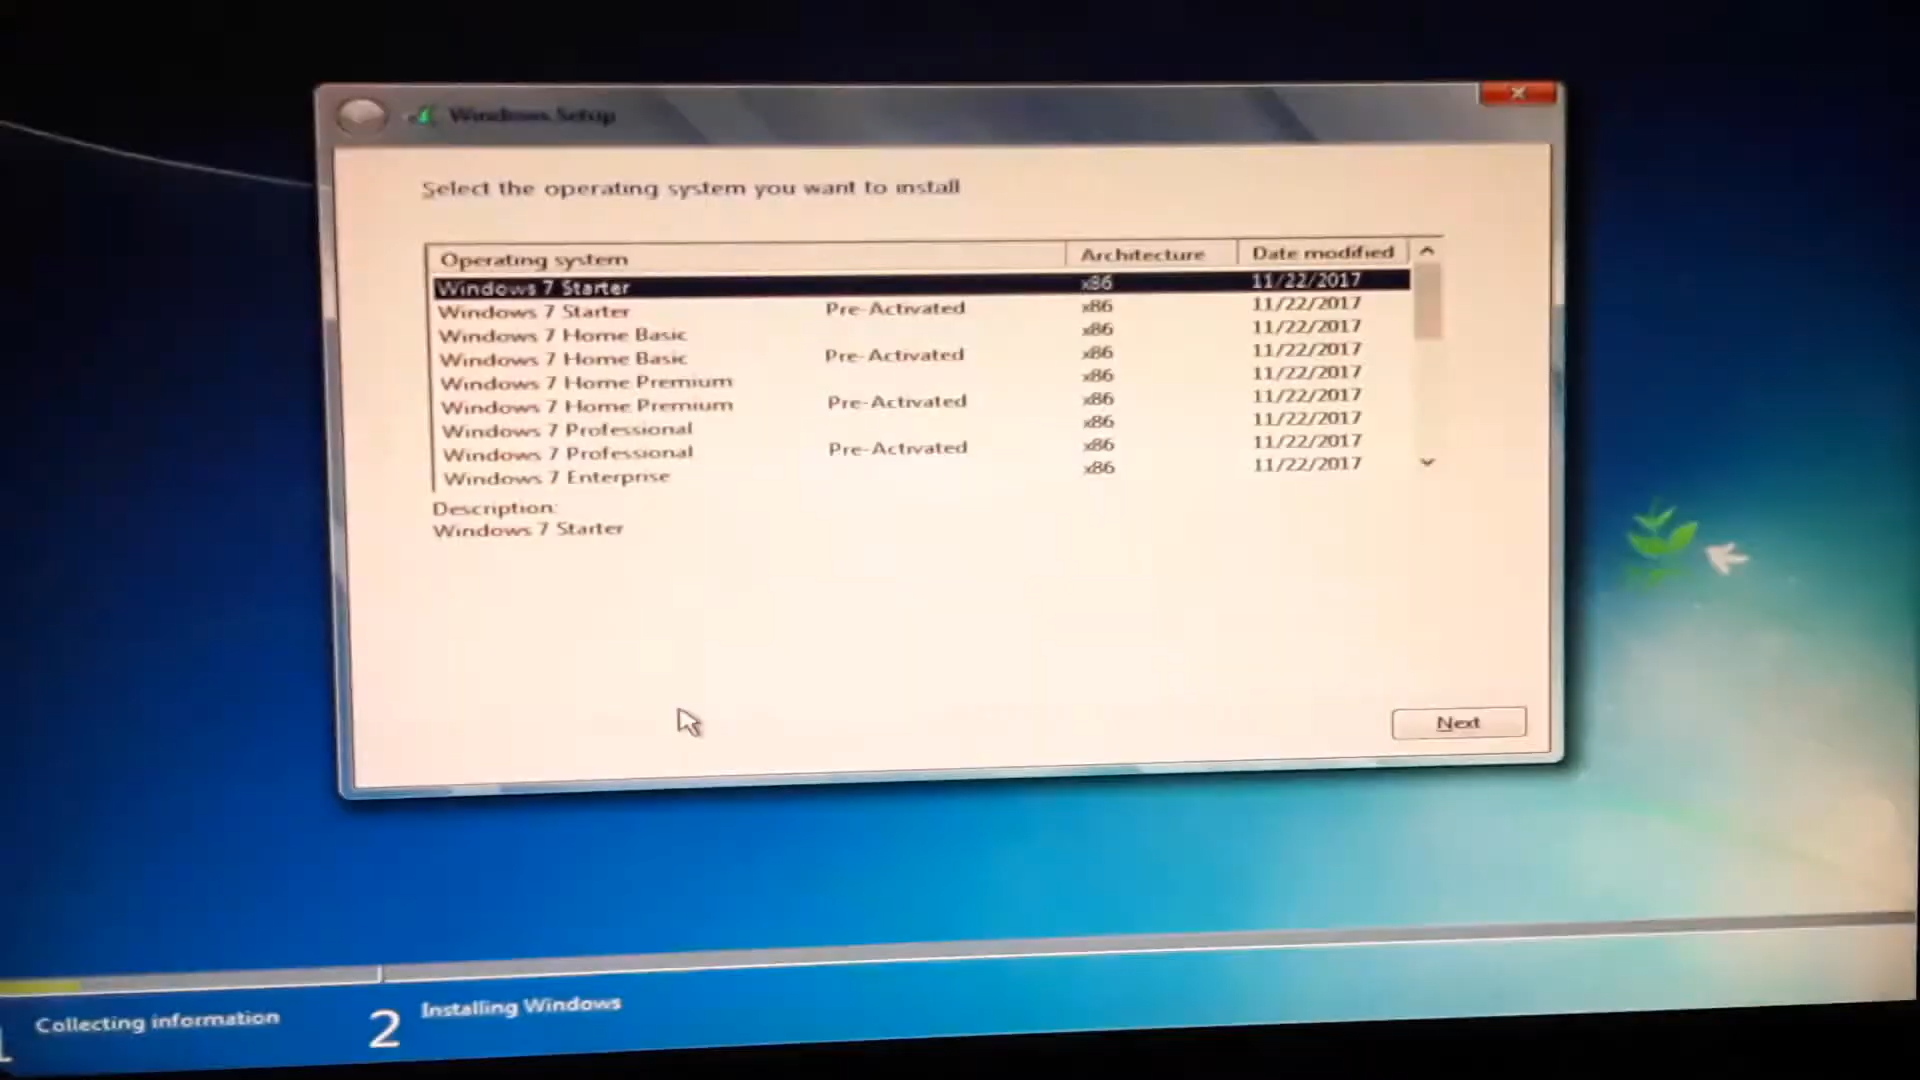 Windows Setup
Select the operating system you want to install
Operating system Architecture Date modified
Windows 7 Starter x86 11/22/2017
Windows 7 Starter Pre-Activated x86 11/22/2017
Windows 7 Home Basic x86 11/22/2017
Windows 7 Home Basic Pre-Activated x86 11/22/2017
Windows 7 Home Premium x86 11/22/2017
Windows 7 Home Premium Pre-Activated x86 11/22/2017
Windows 7 Professional x86 11/22/2017
Windows 7 Professional Pre-Activated x86 11/22/2017
Windows 7 Enterprise x86 11/22/2017
Description:
Windows 7 Starter
Next
1 Collecting information 2 Installing Windows